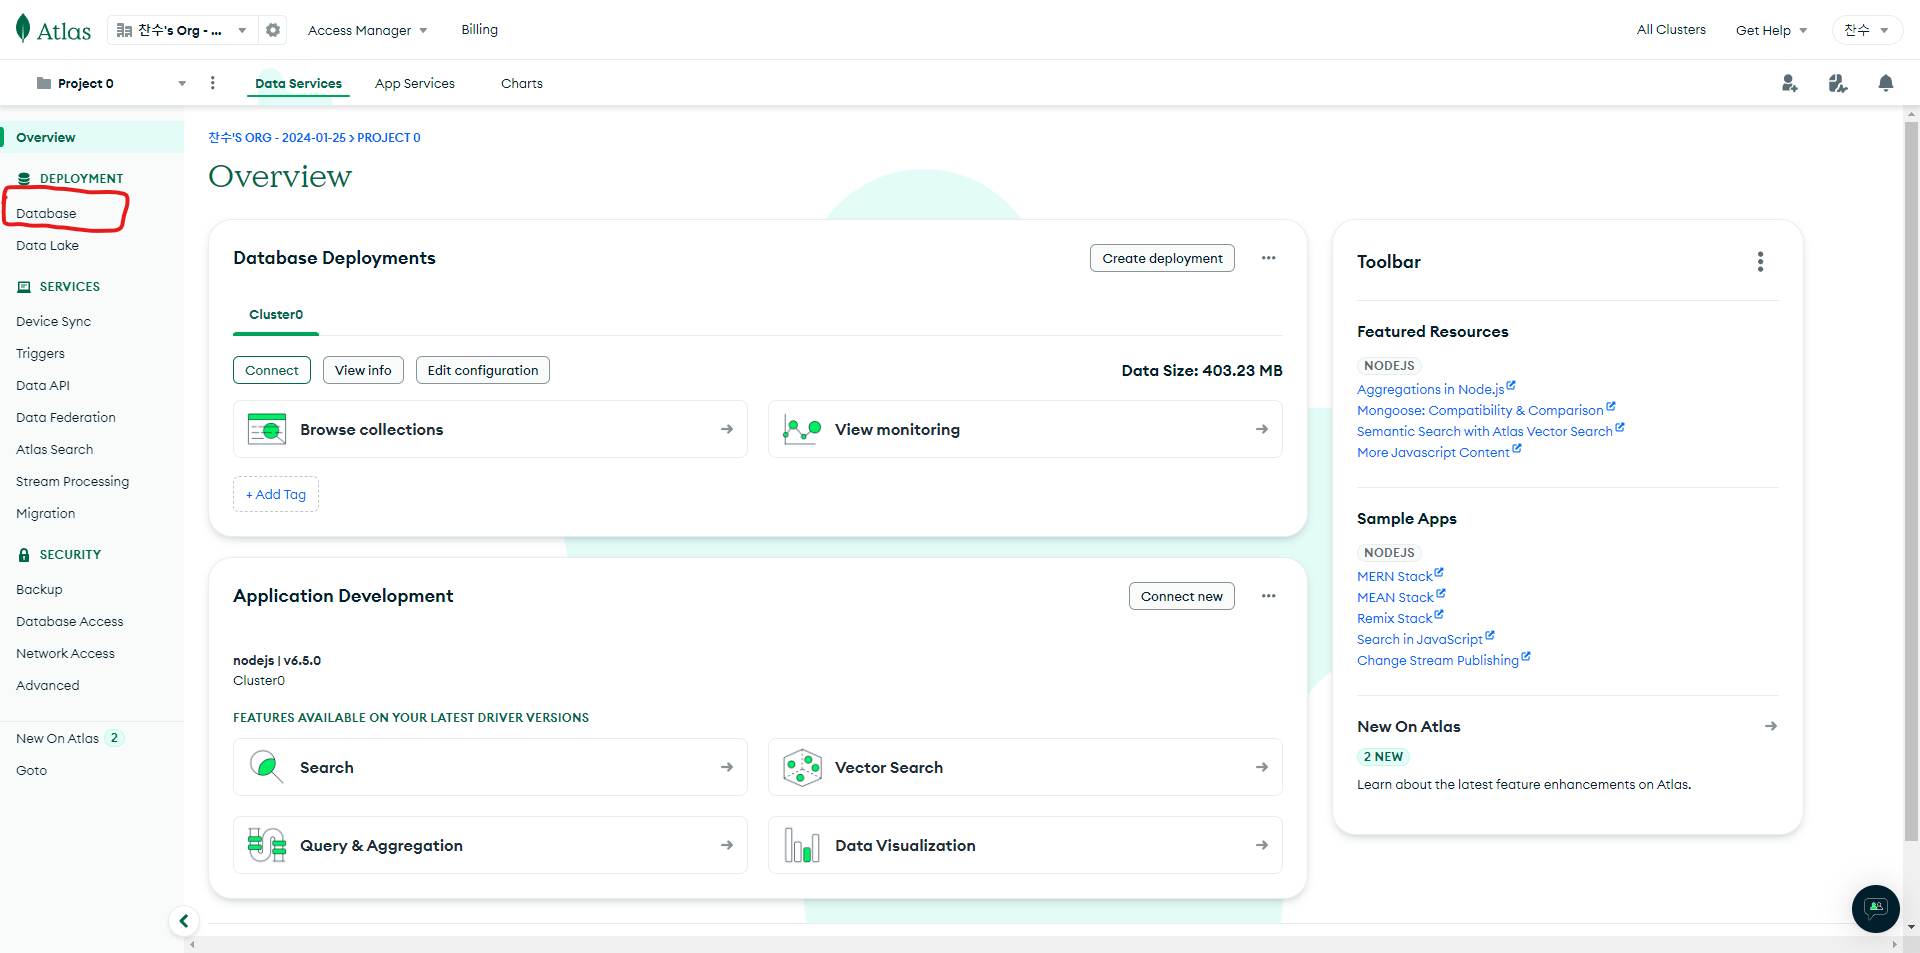 Atlas
찬수's Org - ...
Access Manager
Billing
All Clusters
Get Help
찬수
Project 0
Data Services
App Services
Charts
Overview
DEPLOYMENT
Database
Data Lake
SERVICES
Device Sync
Triggers
Data API
Data Federation
Atlas Search
Stream Processing
Migration
SECURITY
Backup
Database Access
Network Access
Advanced
New On Atlas 2
Goto
찬수'S ORG - 2024-01-25 > PROJECT 0
Overview
Database Deployments
Create deployment
Cluster0
Connect
View info
Edit configuration
Data Size: 403.23 MB
Browse collections
View monitoring
+ Add Tag
Application Development
Connect new
nodejs | v6.5.0
Cluster0
FEATURES AVAILABLE ON YOUR LATEST DRIVER VERSIONS
Search
Vector Search
Query & Aggregation
Data Visualization
Toolbar
Featured Resources
NODEJS
Aggregations in Node.js
Mongoose: Compatibility & Comparison
Semantic Search with Atlas Vector Search
More Javascript Content
Sample Apps
NODEJS
MERN Stack
MEAN Stack
Remix Stack
Search in JavaScript
Change Stream Publishing
New On Atlas
2 NEW
Learn about the latest feature enhancements on Atlas.